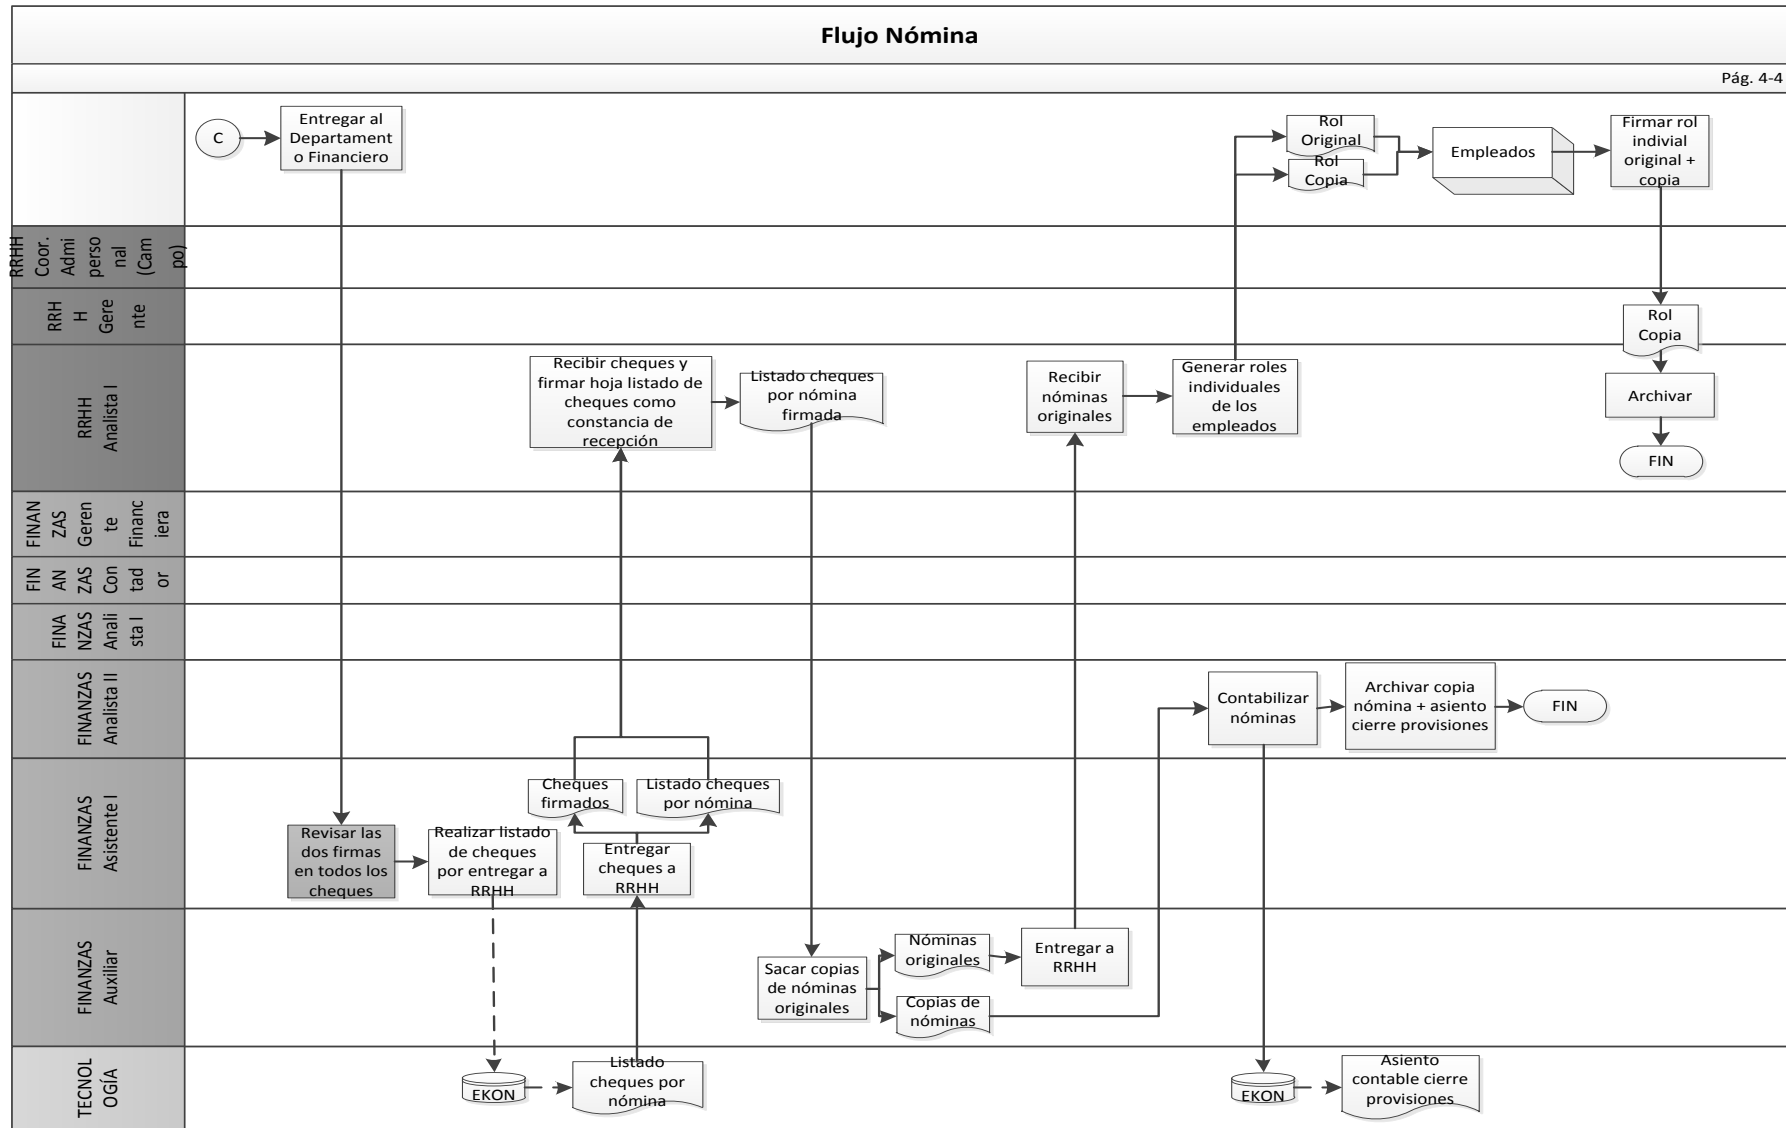 Flujo Nómina
Pág. 4-4
C
Entregar al
Departament
o Financiero
Rol
Original
Rol
Copia
Empleados
Firmar rol
indivial
original +
copia
RRHH
Coor.
Admi
perso
nal
(Cam
po)
RRH
H
Gere
nte
Rol
Copia
RRHH
Analista I
Recibir cheques y
firmar hoja listado de
cheques como
constancia de
recepción
Listado cheques
por nómina
firmada
Recibir
nóminas
originales
Generar roles
individuales
de los
empleados
Archivar
FIN
FINAN
ZAS
Geren
te
Financ
iera
FIN
AN
ZAS
Con
tad
or
FINA
NZAS
Anali
sta I
FINANZAS
Analista II
Contabilizar
nóminas
Archivar copia
nómina + asiento
cierre provisiones
FIN
FINANZAS
Asistente I
Revisar las
dos firmas
en todos los
cheques
Realizar listado
de cheques
por entregar a
RRHH
Cheques
firmados
Listado cheques
por nómina
Entregar
cheques a
RRHH
FINANZAS
Auxiliar
Sacar copias
de nóminas
originales
Nóminas
originales
Copias de
nóminas
Entregar a
RRHH
TECNOL
OGÍA
EKON
Listado
cheques por
nómina
EKON
Asiento
contable cierre
provisiones